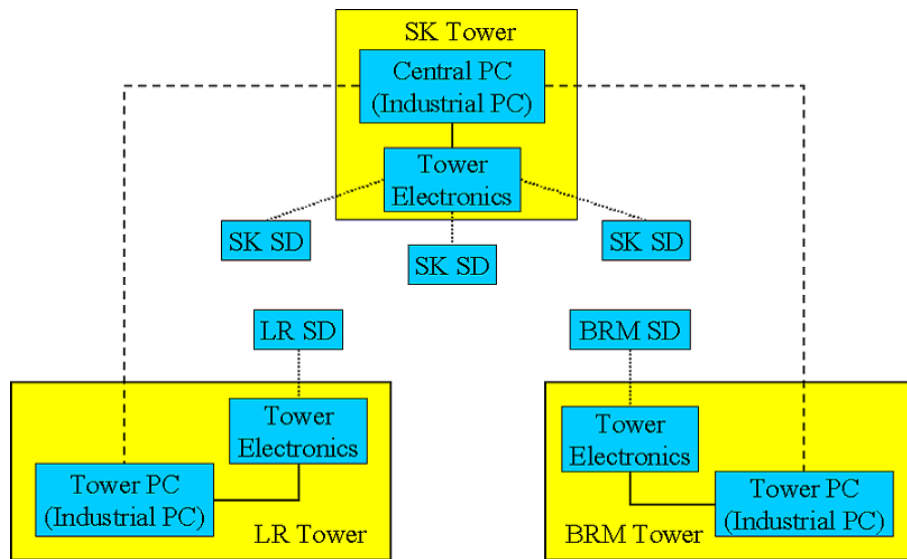 SK Tower
Central PC
(Industrial PC)
Tower
Electronics
SK SD
SK SD
SK SD
LR SD
BRM SD
Tower
Electronics
Tower PC
(Industrial PC)
LR Tower
Tower
Electronics
Tower PC
(Industrial PC)
BRM Tower